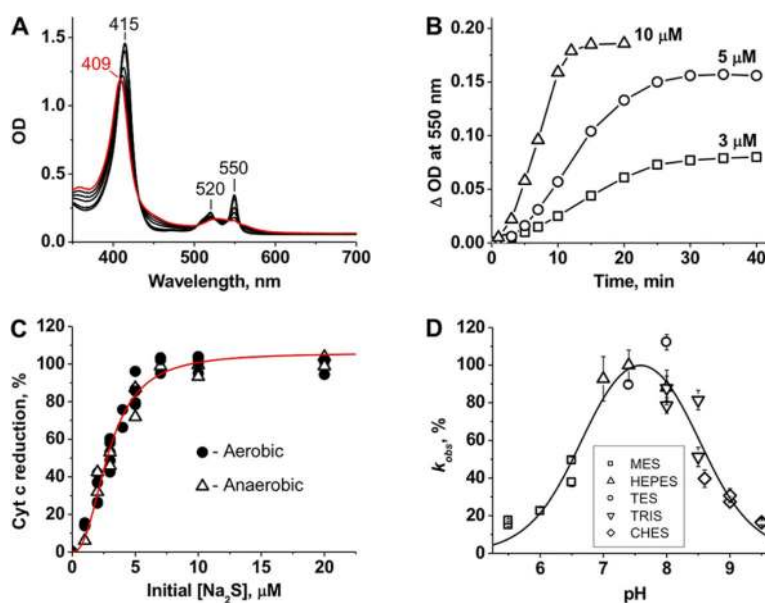 A
415
409
1.5
1.0
0.5
0.0
OD
520
550
400
500
600
700
Wavelength, nm
B
10 μM
5 μM
3 μM
0.20
0.15
0.10
0.05
0.00
Δ OD at 550 nm
0
10
20
30
40
Time, min
C
120
100
80
60
40
20
0
Cyt c reduction, %
- Aerobic
- Anaerobic
0
5
10
15
20
Initial [Na₂S], μM
D
120
100
80
60
40
20
0
k_obs, %
MES
HEPES
TES
TRIS
CHES
6
7
8
9
pH